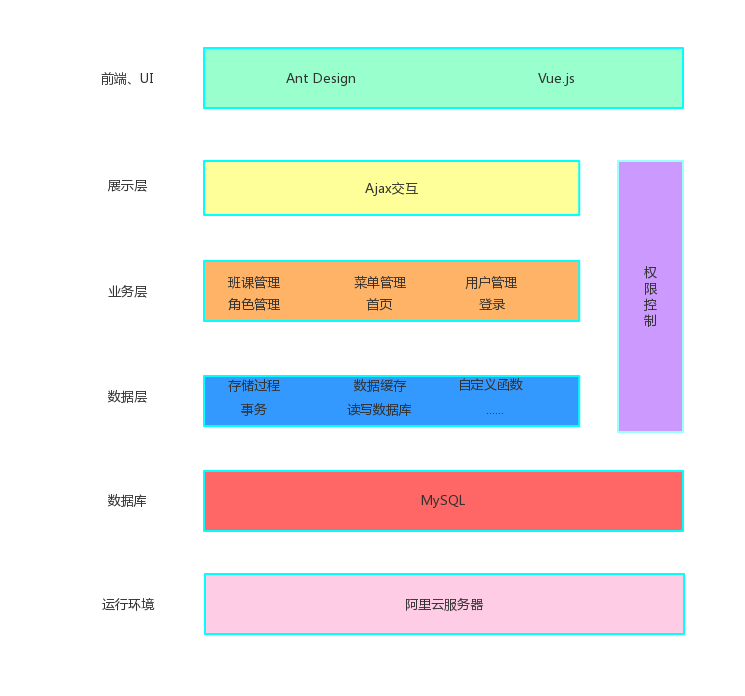 前端、UI
Ant Design
Vue.js
展示层
Ajax交互
业务层
班课管理
菜单管理
用户管理
角色管理
首页
登录
权限控制
数据层
存储过程
数据缓存
自定义函数
事务
读写数据库
......
数据库
MySQL
运行环境
阿里云服务器